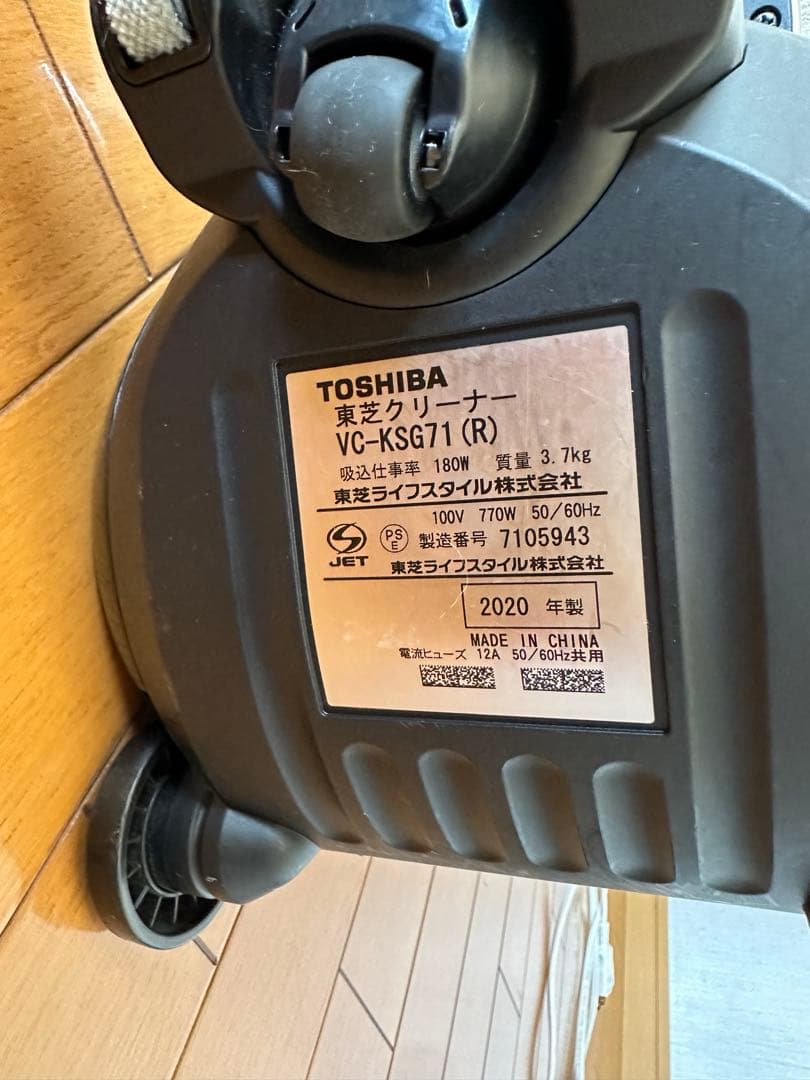 TOSHIBA
東芝クリーナー
VC-KSG71(R)
吸込仕事率 180W 質量 3.7kg
東芝ライフスタイル株式会社
100V 770W 50/60Hz
JET PSE 製造番号 7105943
東芝ライフスタイル株式会社
2020 年製
MADE IN CHINA
電流ヒューズ 12A 50/60Hz共用